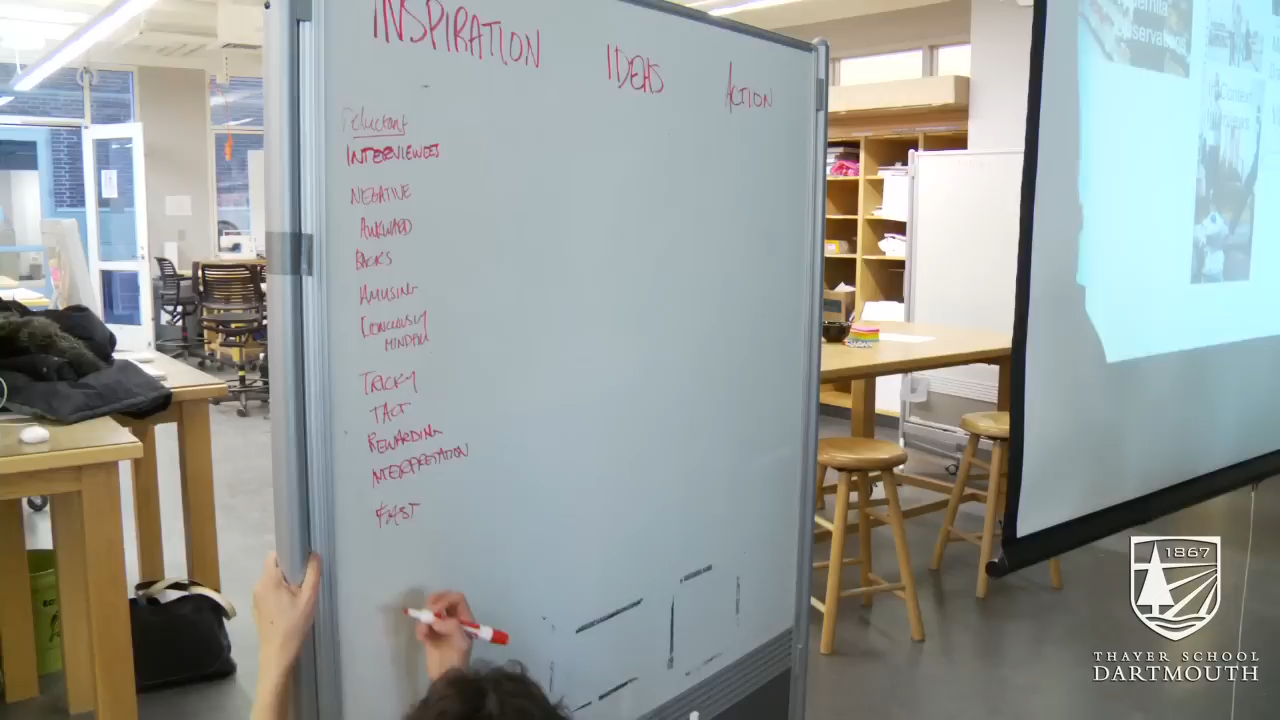 INSPIRATION IDEAS ACTION
Reluctant
INTERVIEWEES
NEGATIVE
AWKWARD
BACKS
AMUSING
MINDFUL
TRICKY
TACT
REWARDING
INTERPRETATION
FAST
1867
THAYER SCHOOL
DARTMOUTH